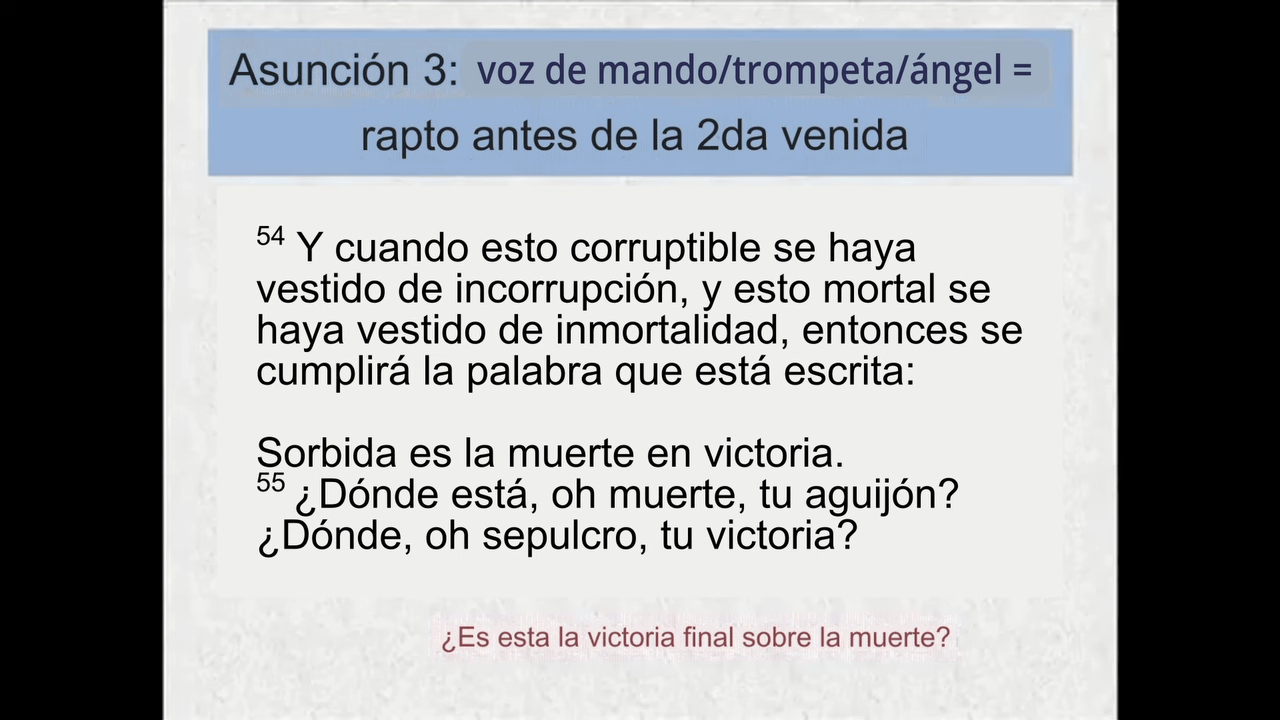 Asunción 3: voz de mando/trompeta/ángel =
rapto antes de la 2da venida
54 Y cuando esto corruptible se haya
vestido de incorrupción, y esto mortal se
haya vestido de inmortalidad, entonces se
cumplirá la palabra que está escrita:
Sorbida es la muerte en victoria.
55 ¿Dónde está, oh muerte, tu aguijón?
¿Dónde, oh sepulcro, tu victoria?
¿Es esta la victoria final sobre la muerte?